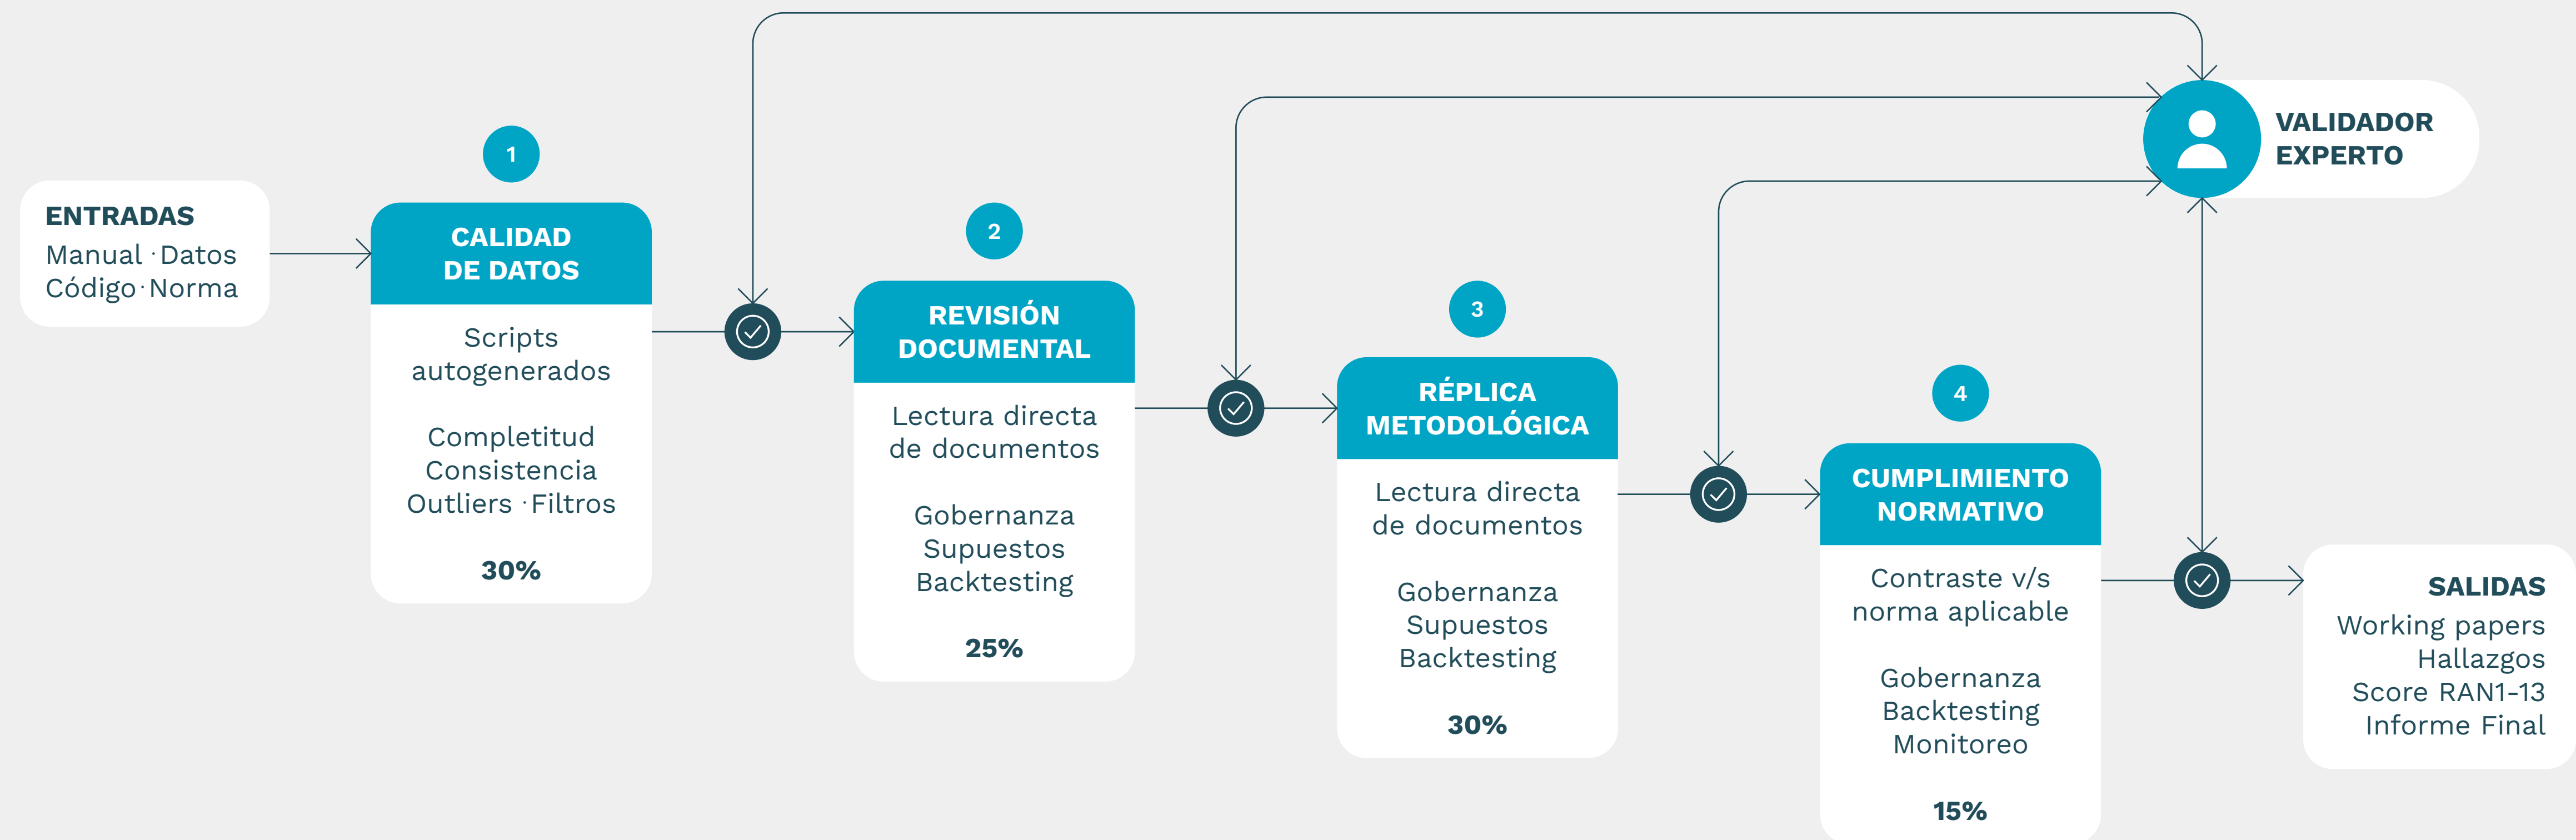 ENTRADAS
Manual · Datos
Código · Norma
1
CALIDAD
DE DATOS
Scripts
autogenerados
Completitud
Consistencia
Outliers · Filtros
30%
2
REVISIÓN
DOCUMENTAL
Lectura directa
de documentos
Gobernanza
Supuestos
Backtesting
25%
3
RÉPLICA
METODOLÓGICA
Lectura directa
de documentos
Gobernanza
Supuestos
Backtesting
30%
4
CUMPLIMIENTO
NORMATIVO
Contraste v/s
norma aplicable
Gobernanza
Backtesting
Monitoreo
15%
VALIDADOR
EXPERTO
SALIDAS
Working papers
Hallazgos
Score RAN1-13
Informe Final